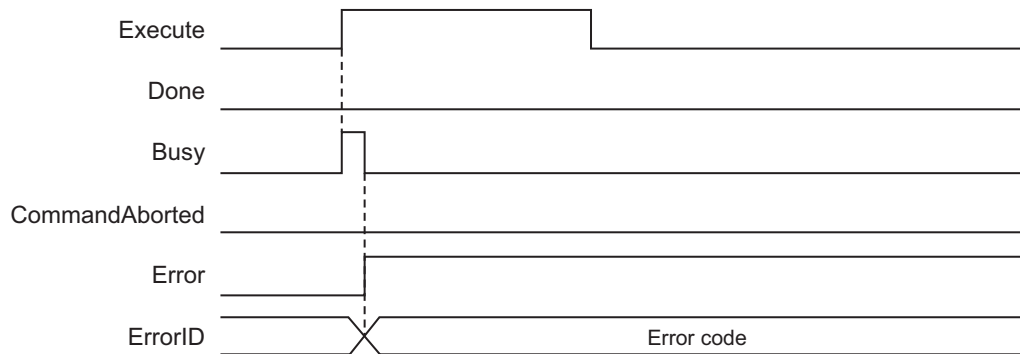 Execute
Done
Busy
CommandAborted
Error
ErrorID
Error code